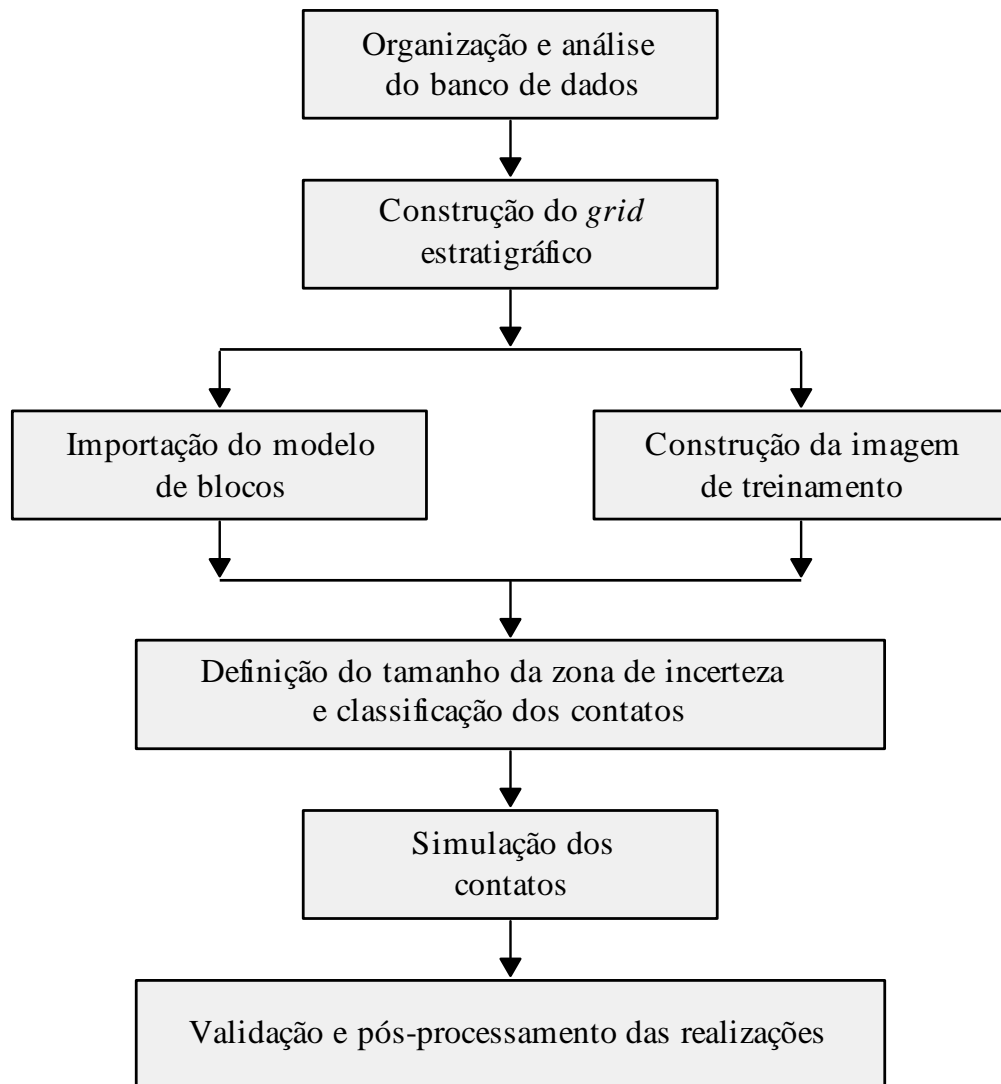 Organização e análise
do banco de dados
Construção do grid
estratigráfico
Importação do modelo
de blocos
Construção da imagem
de treinamento
Definição do tamanho da zona de incerteza
e classificação dos contatos
Simulação dos
contatos
Validação e pós-processamento das realizações